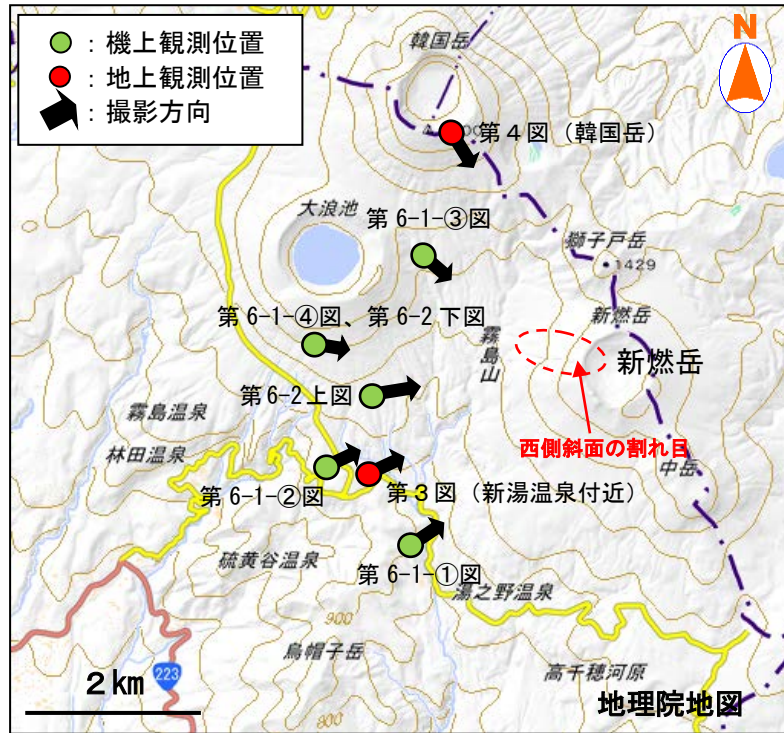 ：機上観測位置
：地上観測位置
：撮影方向
N
韓国岳
1700
第４図（韓国岳）
大浪池
第 6-1-③図
獅子戸岳
1429
第 6-1-④図、第 6-2 下図
新燃岳
霧島山
新燃岳
第 6-2 上図
霧島温泉
西側斜面の割れ目
林田温泉
中岳
第 6-1-②図
第３図（新湯温泉付近）
硫黄谷温泉
第 6-1-①図
湯之野温泉
900
烏帽子岳
223
高千穂河原
２km
地理院地図
800